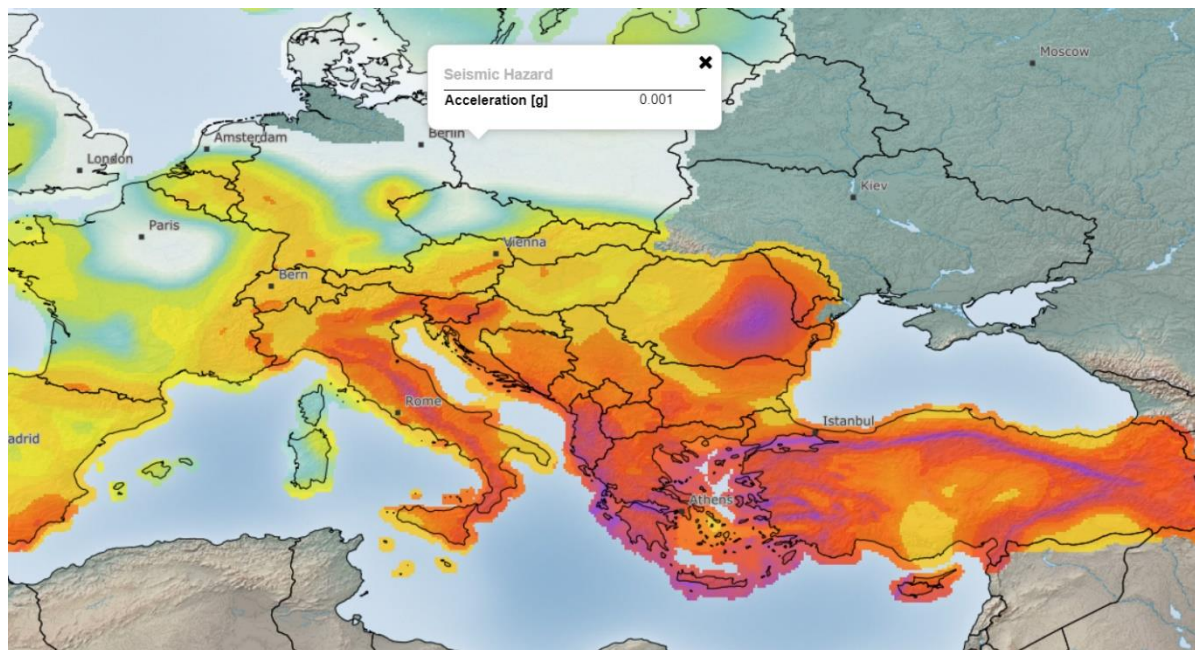 Moscow
✖
Seismic Hazard
Acceleration [g] 0.001
Berlin
Amsterdam
London
Kiev
Paris
Vienna
Bern
Rome
Istanbul
adrid
Athens